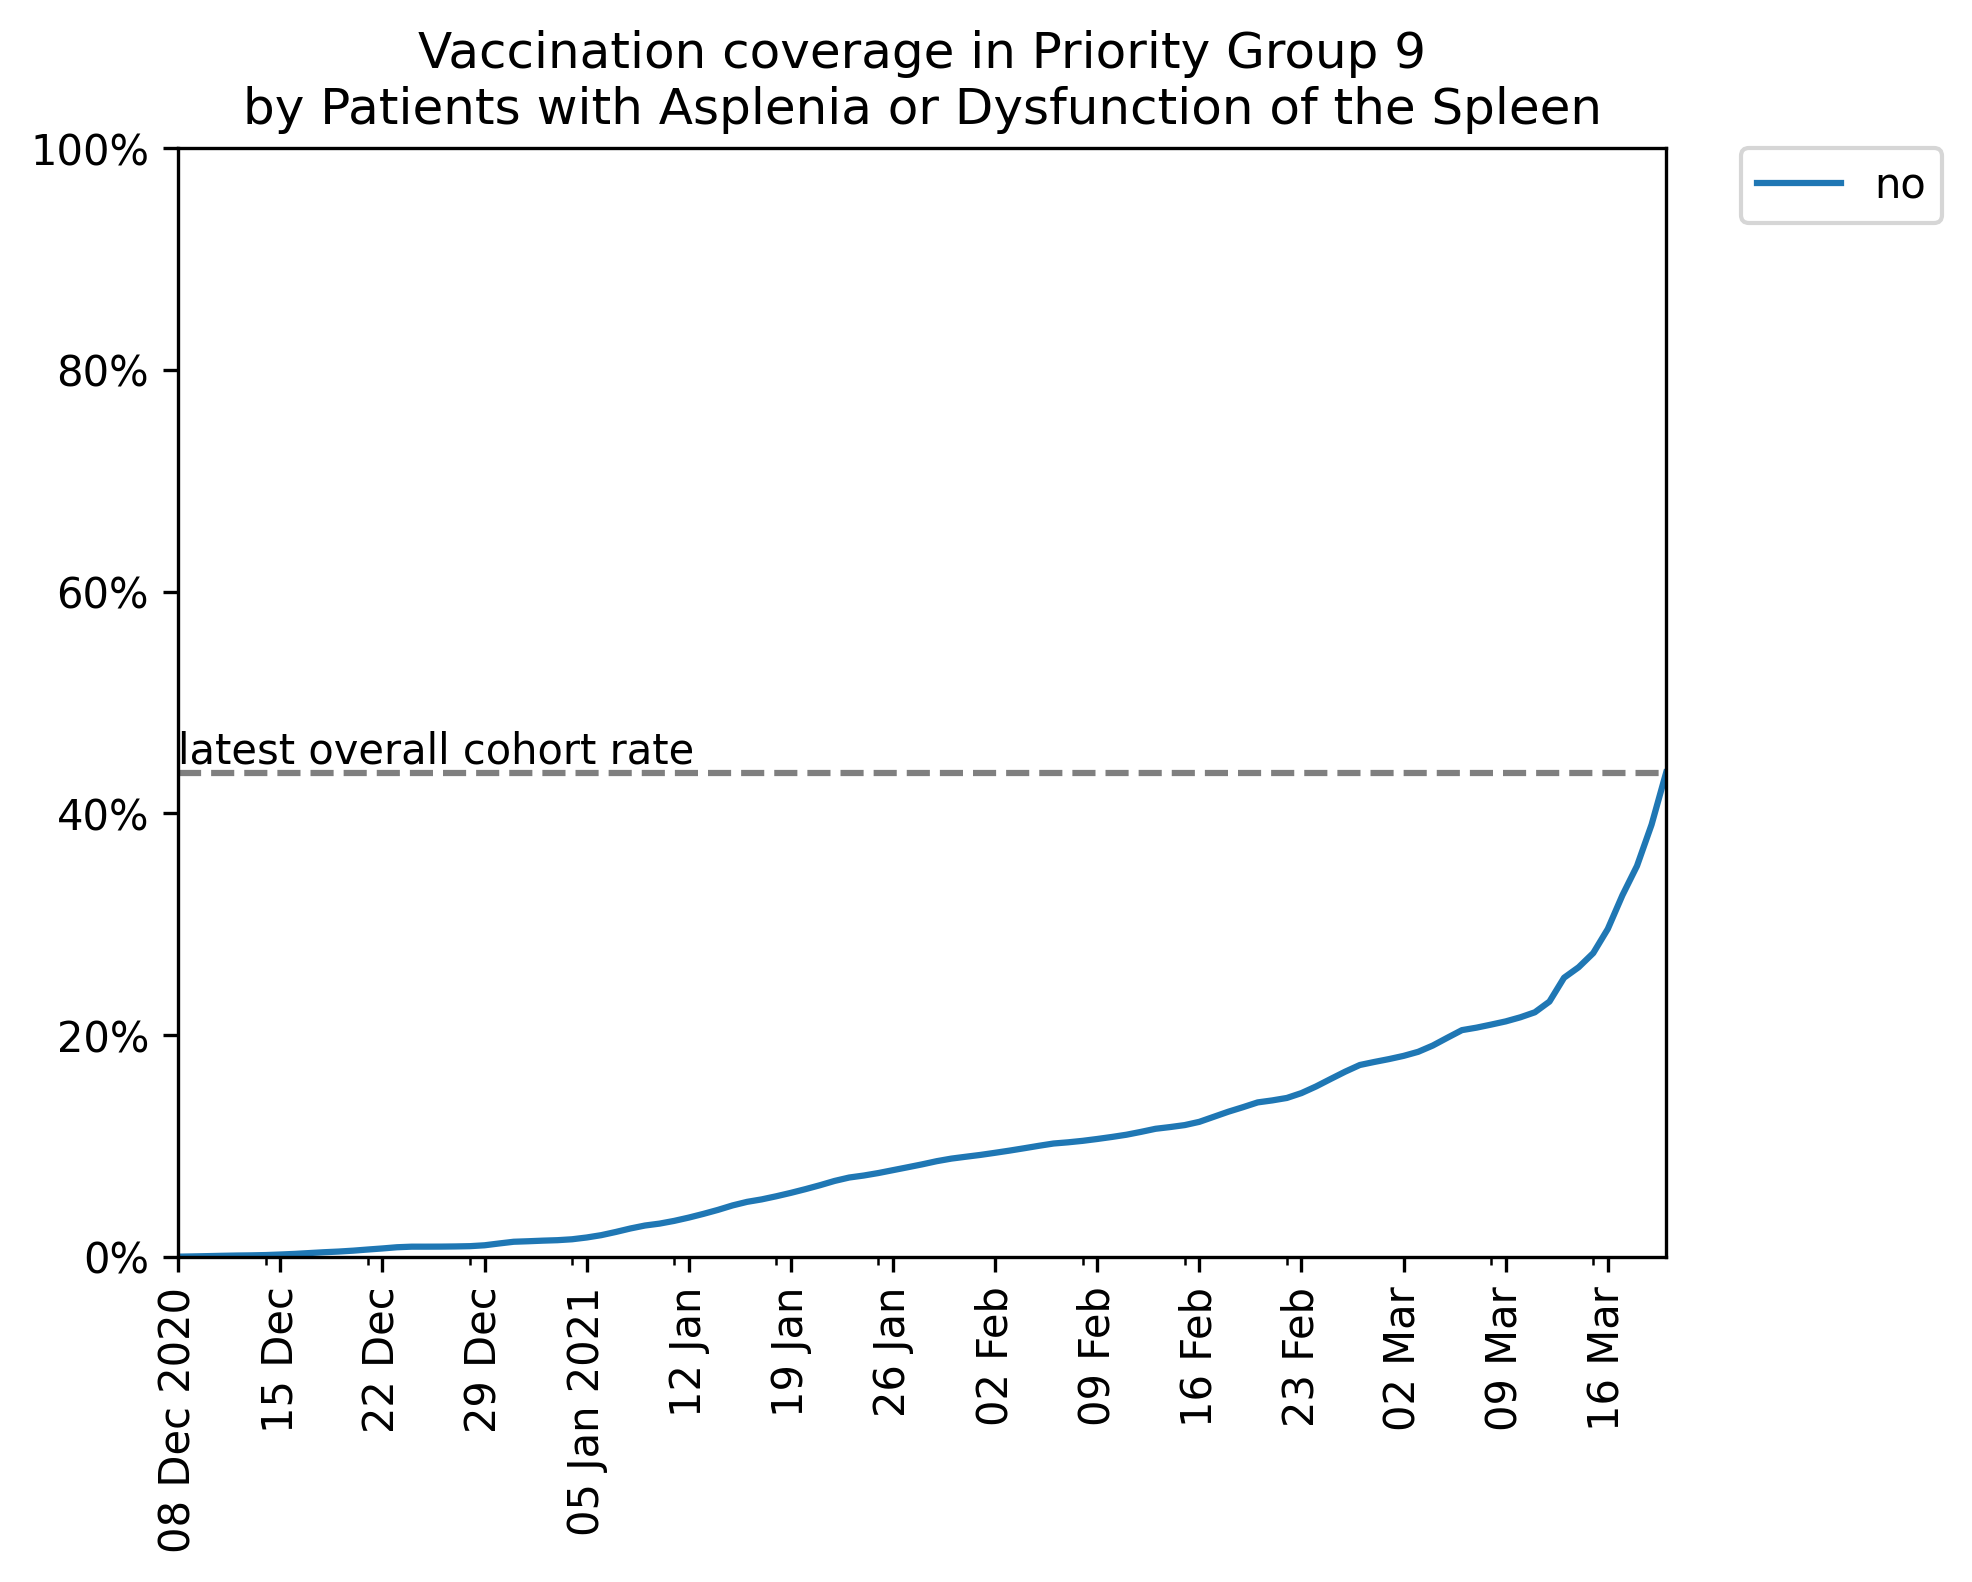 Vaccination coverage in Priority Group 9
by Patients with Asplenia or Dysfunction of the Spleen
no
100%
80%
60%
latest overall cohort rate
40%
20%
0%
08 Dec 2020
15 Dec
22 Dec
29 Dec
05 Jan 2021
12 Jan
19 Jan
26 Jan
02 Feb
09 Feb
16 Feb
23 Feb
02 Mar
09 Mar
16 Mar